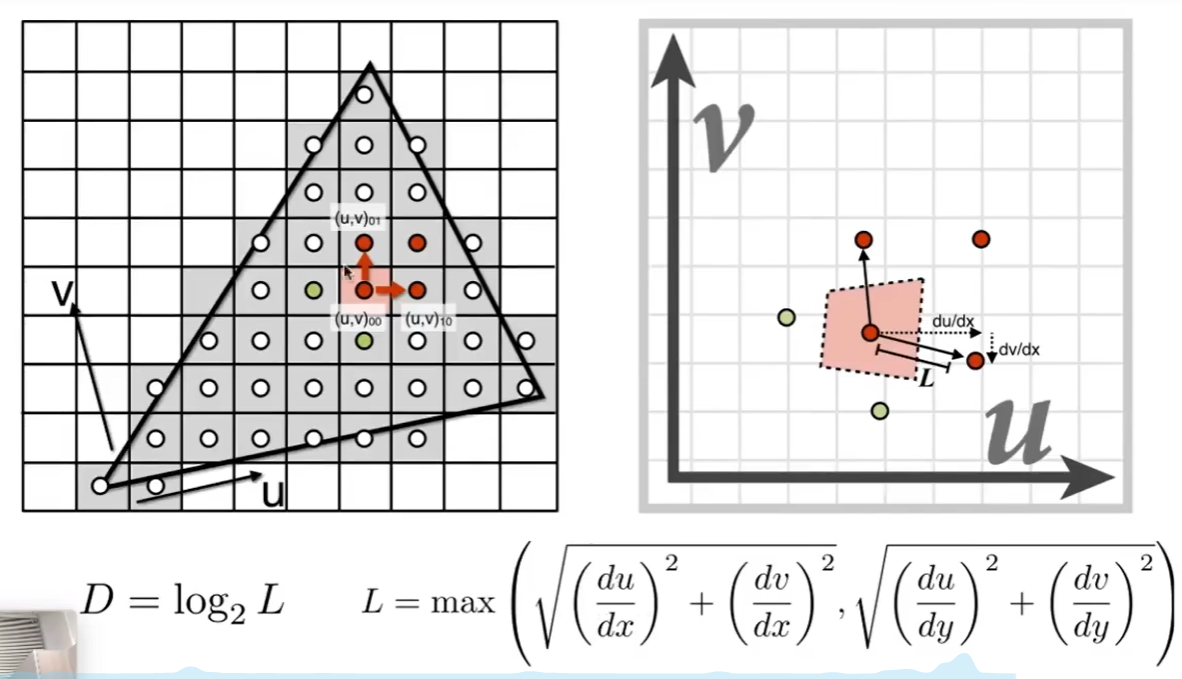 (u,v)01
(u,v)00 (u,v)10
v
u
v
du/dx
dv/dx
L
u
D = log₂ L L = max ( √( (du/dx)² + (dv/dx)² ) , √( (du/dy)² + (dv/dy)² ) )